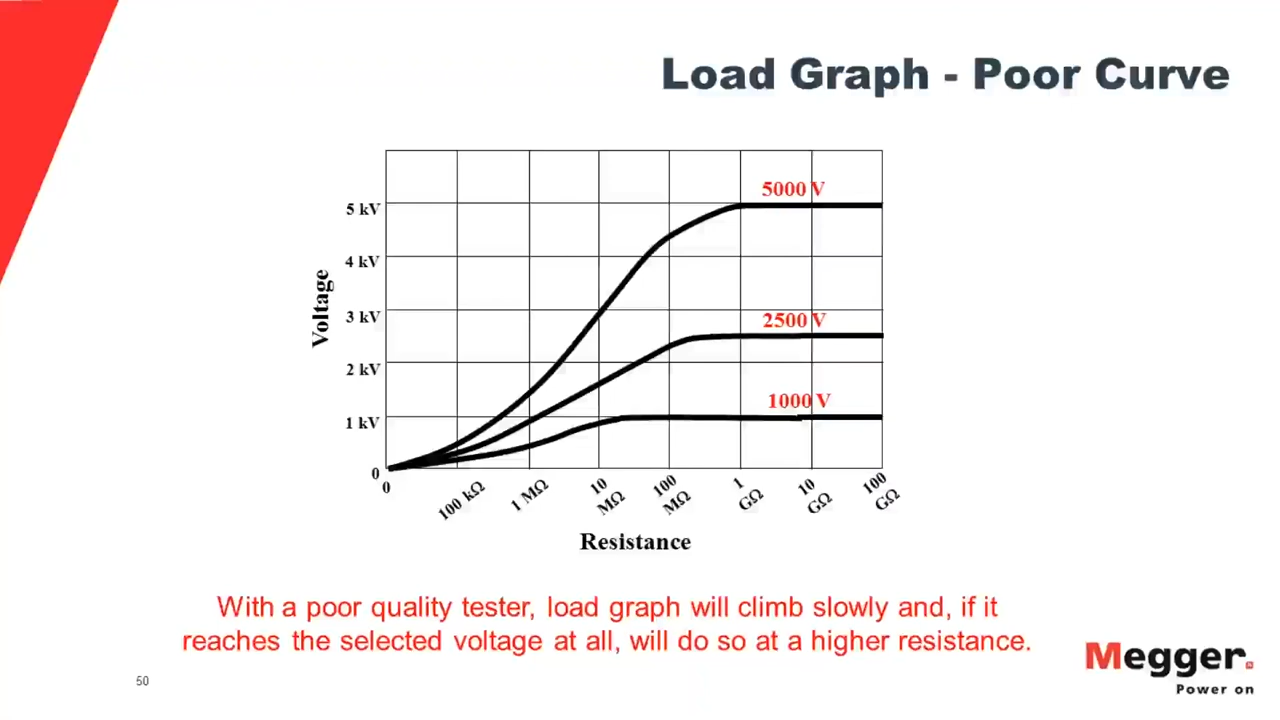 Load Graph - Poor Curve
5000 V
5 kV
4 kV
2500 V
3 kV
2 kV
1000 V
1 kV
0
Voltage
0
100 kΩ
1 MΩ
10 MΩ
100 MΩ
1 GΩ
10 GΩ
100 GΩ
Resistance
With a poor quality tester, load graph will climb slowly and, if it
reaches the selected voltage at all, will do so at a higher resistance.
Megger.
Power on
50